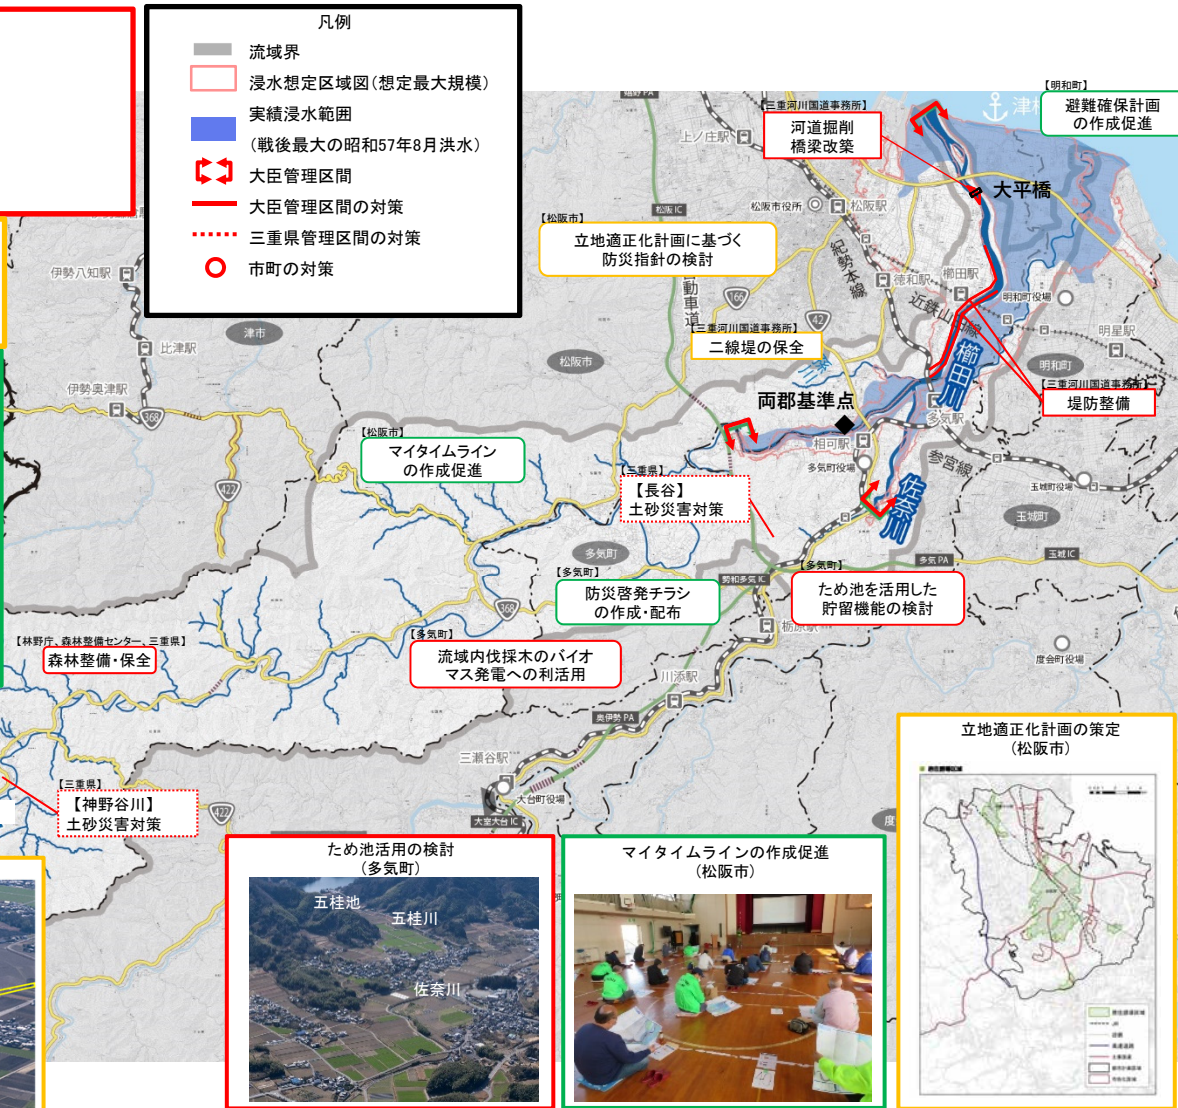 凡例
流域界
浸水想定区域図(想定最大規模)
実績浸水範囲
(戦後最大の昭和57年8月洪水)
大臣管理区間
大臣管理区間の対策
三重県管理区間の対策
市町の対策
【明和町】
避難確保計画
の作成促進
【三重河川国道事務所】
河道掘削
橋梁改築
上ノ庄駅
大平橋
松阪市役所
松阪駅
松阪IC
【松阪市】
立地適正化計画に基づく
防災指針の検討
紀勢本線
徳和駅
櫛田駅
明和町役場
伊勢八知駅
自動車道
166
42
近鉄山田線
明星駅
津市
比津駅
松阪市
【三重河川国道事務所】
二線堤の保全
櫛田川
明和町
【三重河川国道事務所】
堤防整備
伊勢奥津駅
368
両郡基準点
多気駅
【松阪市】
マイタイムライン
の作成促進
相可駅
多気町役場
参宮線
【三重県】
【長谷】
土砂災害対策
422
佐奈川
玉城町役場
玉城町
多気町
多気PA
玉城IC
【多気町】
防災啓発チラシ
の作成・配布
勢和多気IC
【多気町】
ため池を活用した
貯留機能の検討
368
栃原駅
【林野庁、森林整備センター、三重県】
森林整備・保全
【多気町】
流域内伐採木のバイオ
マス発電への利活用
度会町役場
川添駅
奥伊勢PA
三瀬谷駅
大台町役場
大宮大台IC
【三重県】
【神野谷川】
土砂災害対策
422
度
立地適正化計画の策定
(松阪市)
ため池活用の検討
(多気町)
五桂池
五桂川
佐奈川
マイタイムラインの作成促進
(松阪市)